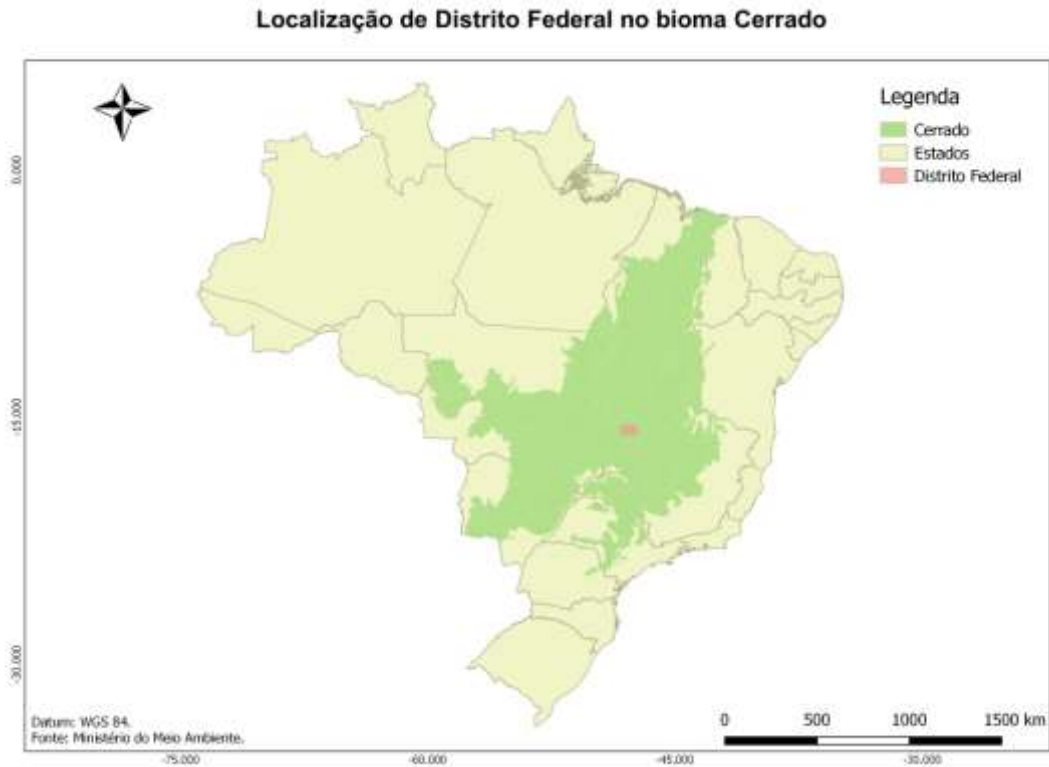 Localização de Distrito Federal no bioma Cerrado
Legenda
Cerrado
Estados
Distrito Federal
0.000
-15.000
-30.000
Datum: WGS 84.
Fonte: Ministério do Meio Ambiente.
0 500 1000 1500 km
-75.000 -60.000 -45.000 -30.000